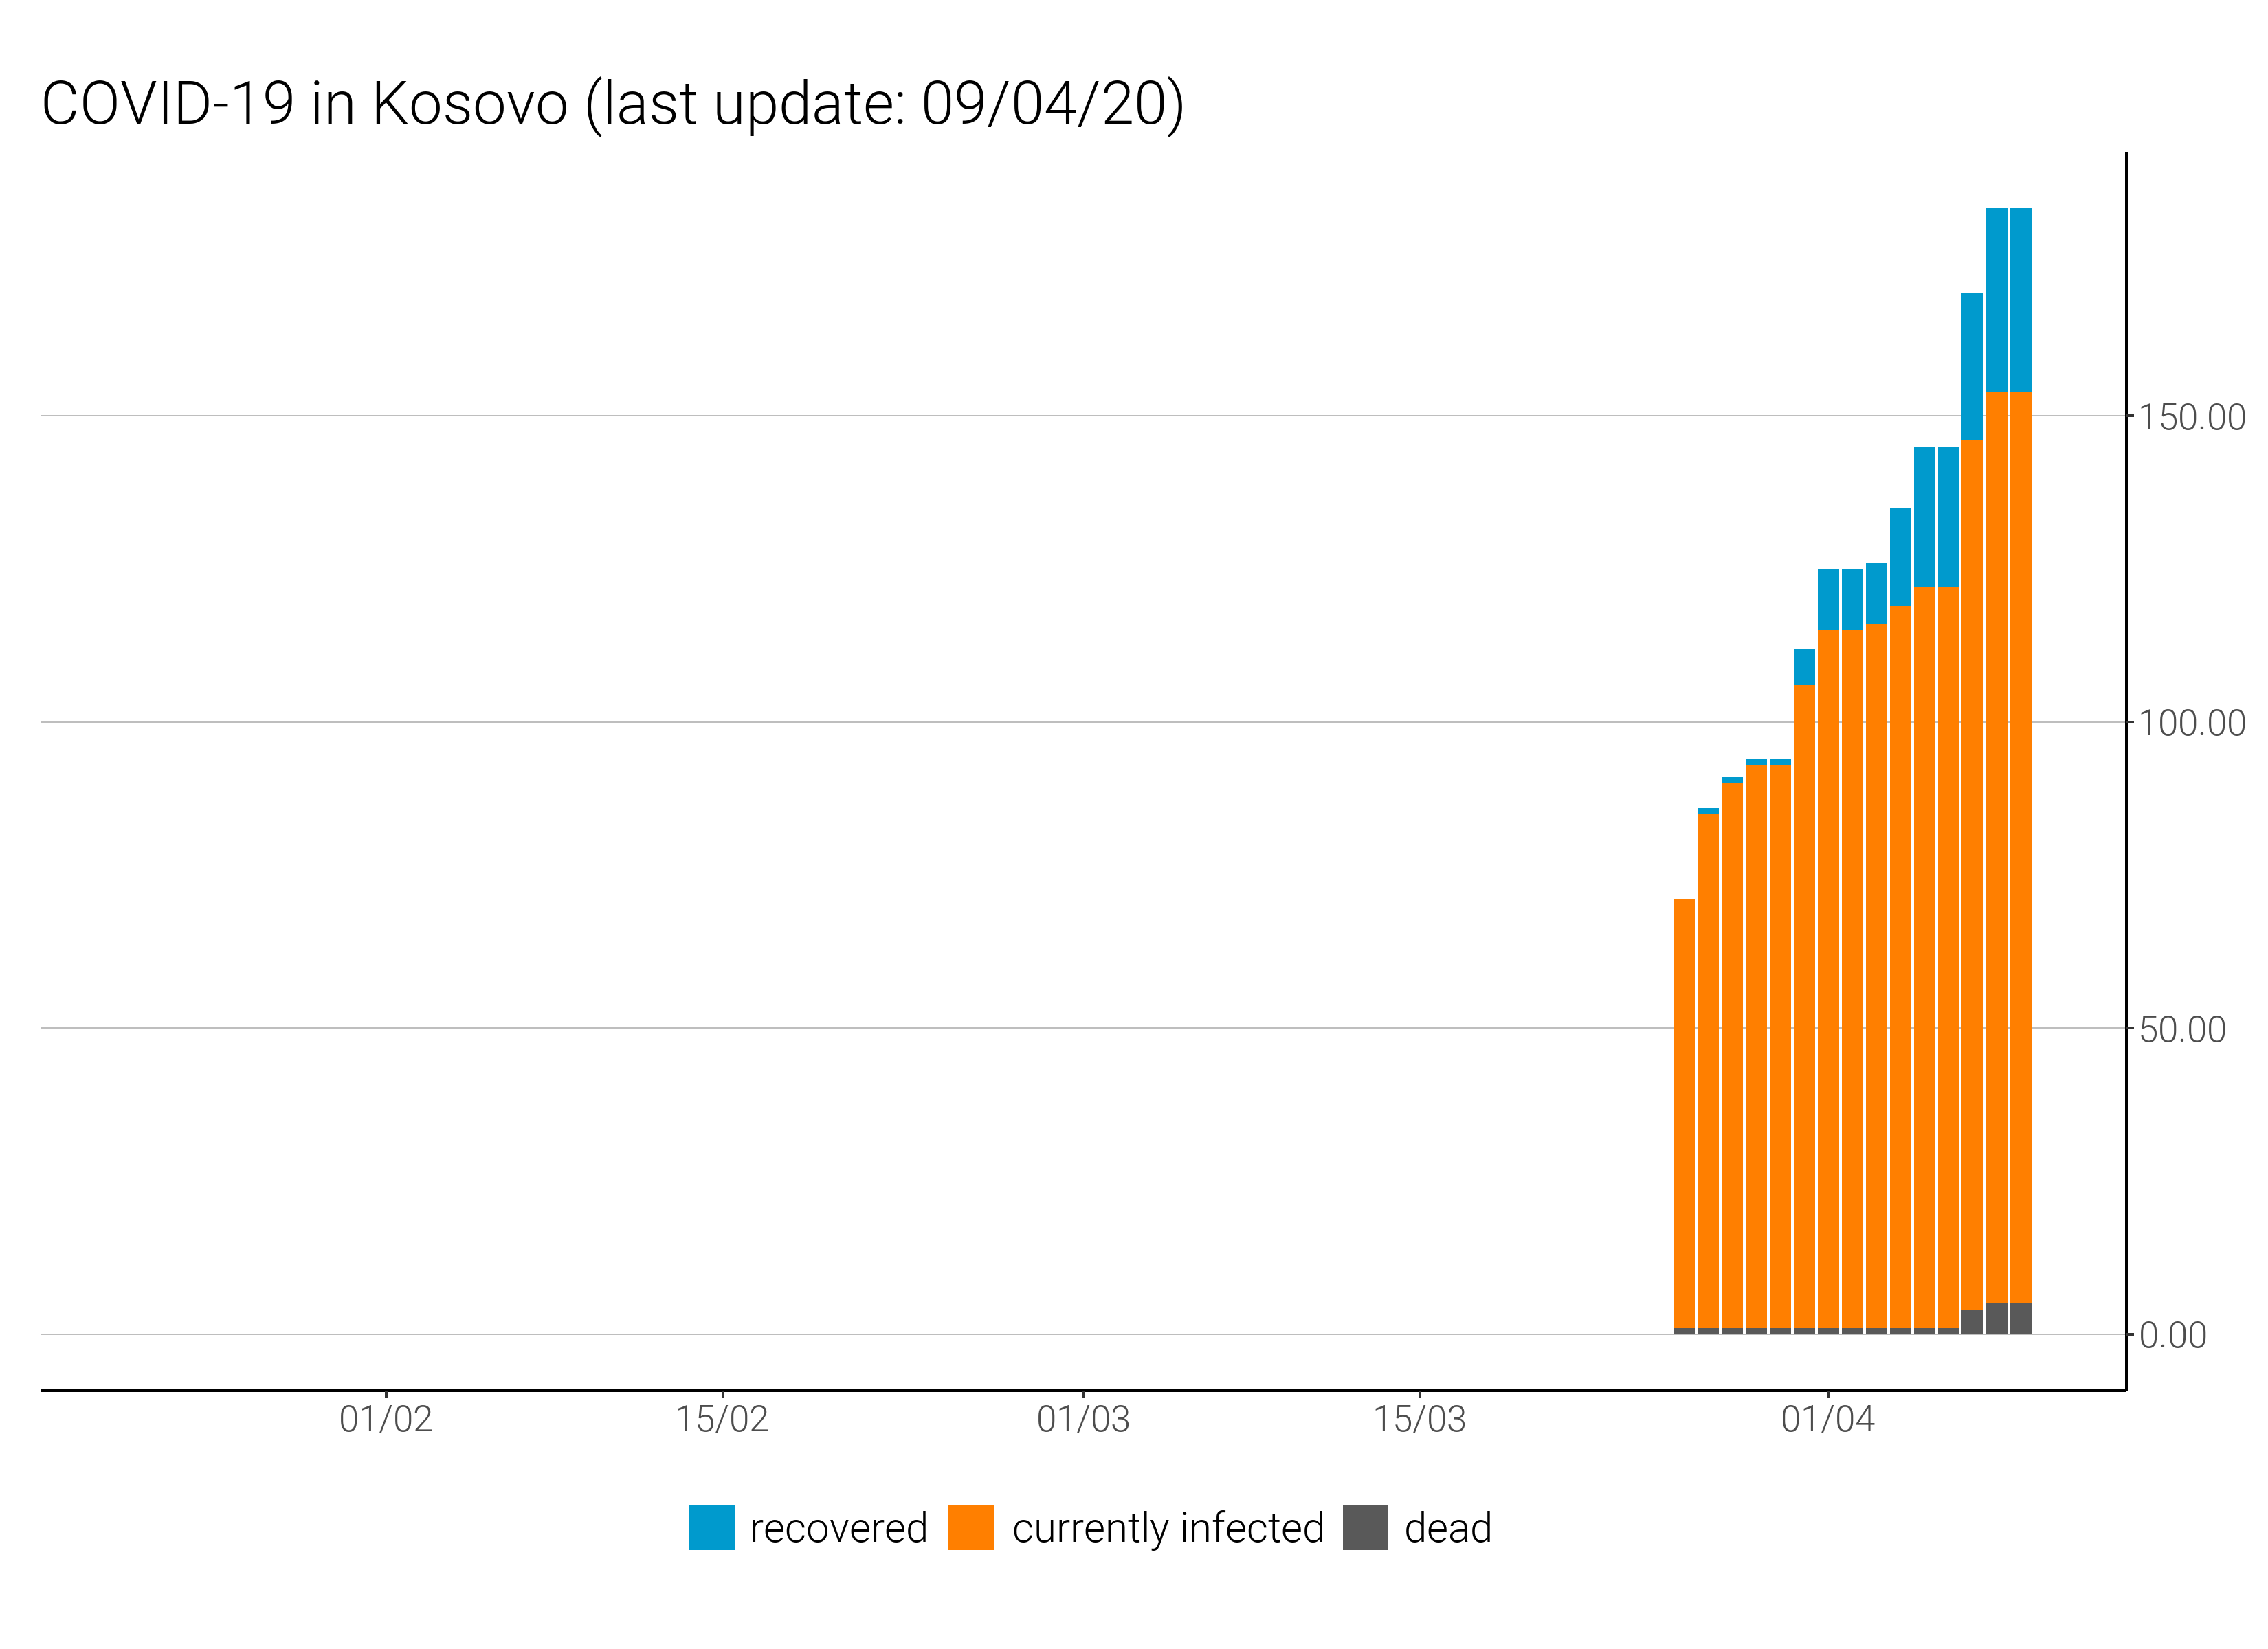 COVID-19 in Kosovo (last update: 09/04/20)
150.00
100.00
50.00
0.00
01/02 15/02 01/03 15/03 01/04
recovered currently infected dead